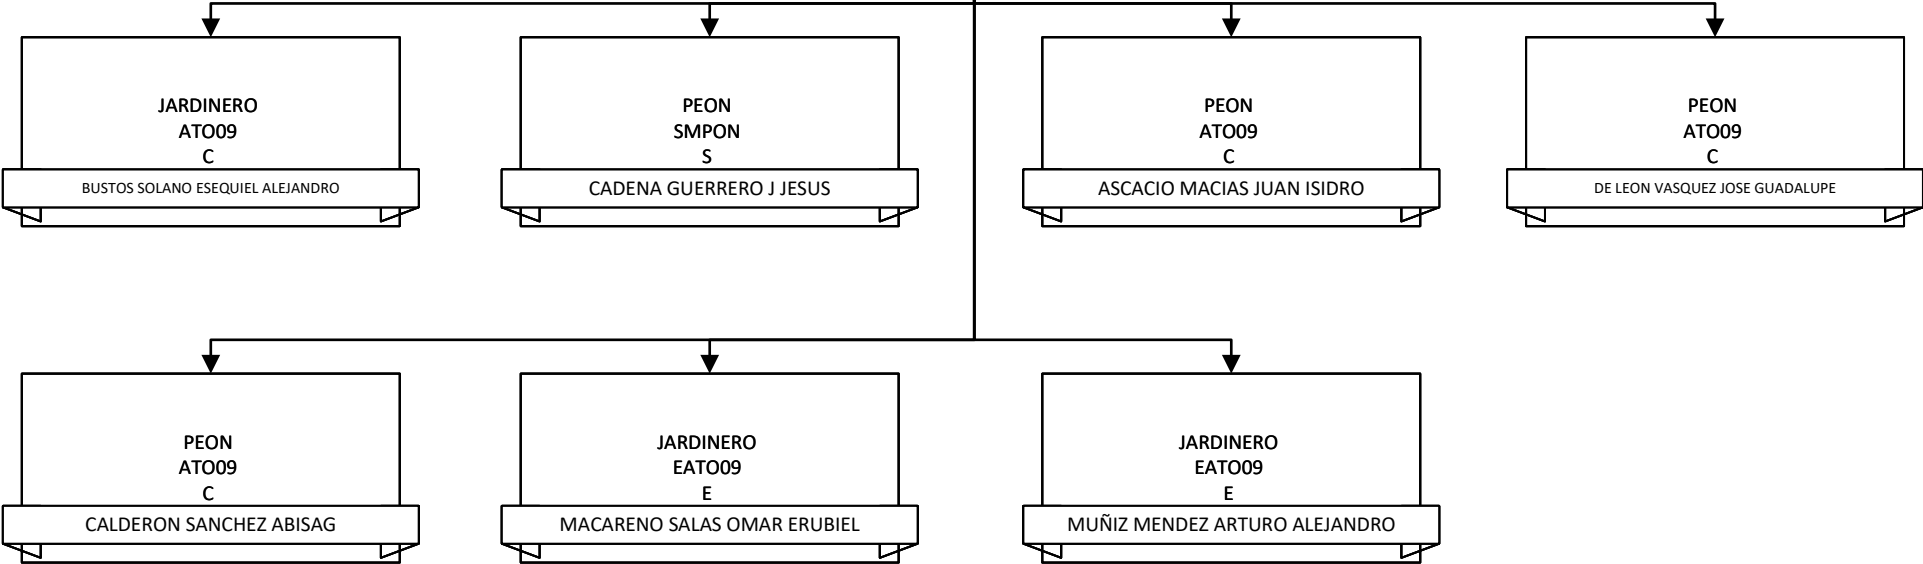 JARDINERO
ATO09
C
BUSTOS SOLANO ESEQUIEL ALEJANDRO
PEON
SMPON
S
CADENA GUERRERO J JESUS
PEON
ATO09
C
ASCACIO MACIAS JUAN ISIDRO
PEON
ATO09
C
DE LEON VASQUEZ JOSE GUADALUPE
PEON
ATO09
C
CALDERON SANCHEZ ABISAG
JARDINERO
EATO09
E
MACARENO SALAS OMAR ERUBIEL
JARDINERO
EATO09
E
MUÑIZ MENDEZ ARTURO ALEJANDRO